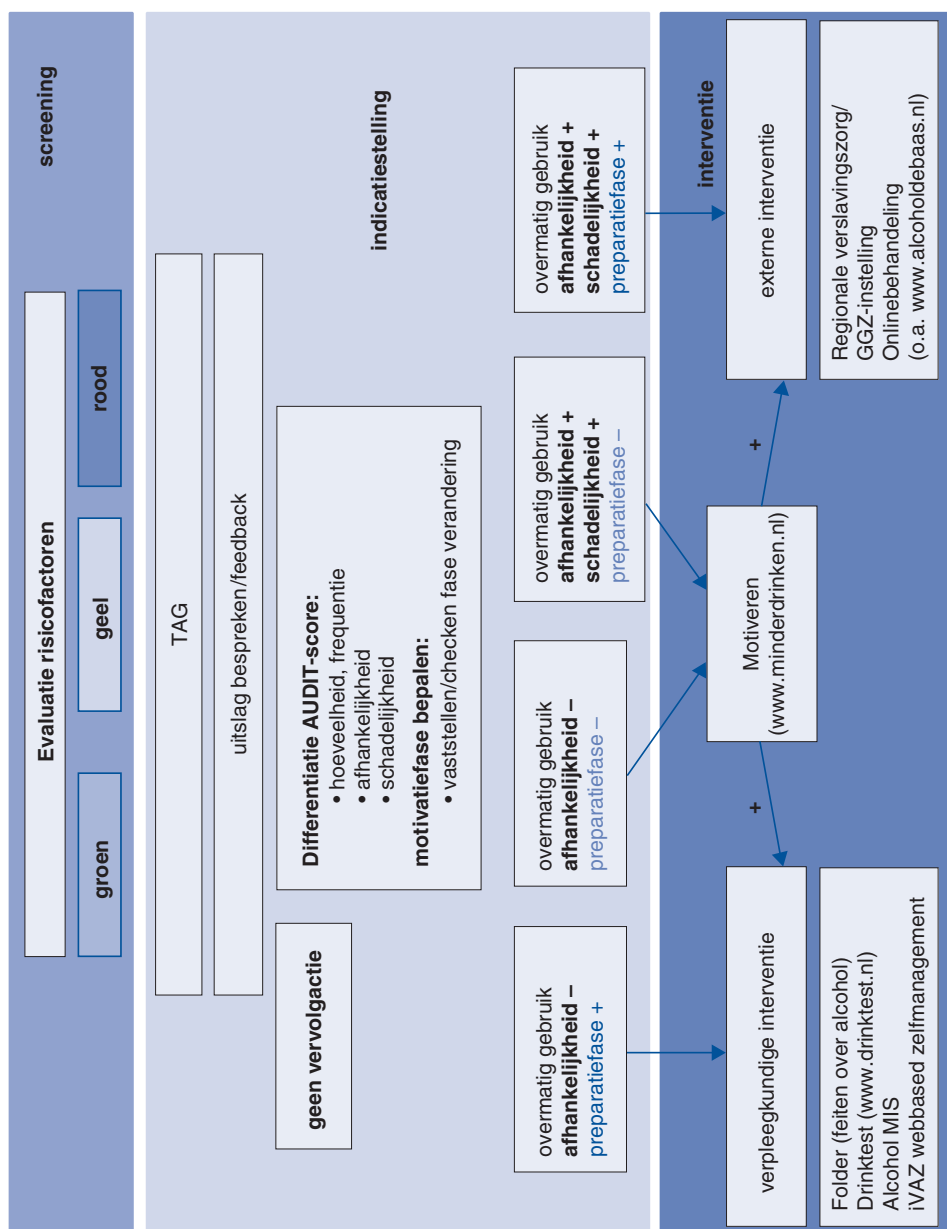 screening
Evaluatie risicofactoren
groen
geel
rood
TAG
uitslag bespreken/feedback
indicatiestelling
geen vervolgactie
Differentiatie AUDIT-score:
• hoeveelheid, frequentie
• afhankelijkheid
• schadelijkheid
motivatiefase bepalen:
• vaststellen/checken fase verandering
overmatig gebruik
afhankelijkheid –
preparatiefase +
overmatig gebruik
afhankelijkheid –
preparatiefase –
overmatig gebruik
afhankelijkheid +
schadelijkheid +
preparatiefase –
overmatig gebruik
afhankelijkheid +
schadelijkheid +
preparatiefase +
interventie
verpleegkundige interventie
+
Motiveren
(www.minderdrinken.nl)
+
externe interventie
Folder (feiten over alcohol)
Drinktest (www.drinktest.nl)
Alcohol MIS
iVAZ webbased zelfmanagement
Regionale verslavingszorg/
GGZ-instelling
Onlinebehandeling
(o.a. www.alcoholdebaas.nl)